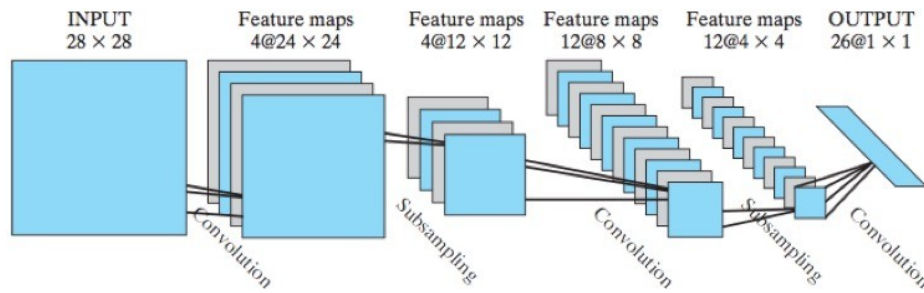 INPUT
28 × 28
Feature maps
4@24 × 24
Feature maps
4@12 × 12
Feature maps
12@8 × 8
Feature maps
12@4 × 4
OUTPUT
26@1 × 1
Convolution
Subsampling
Convolution
Subsampling
Convolution